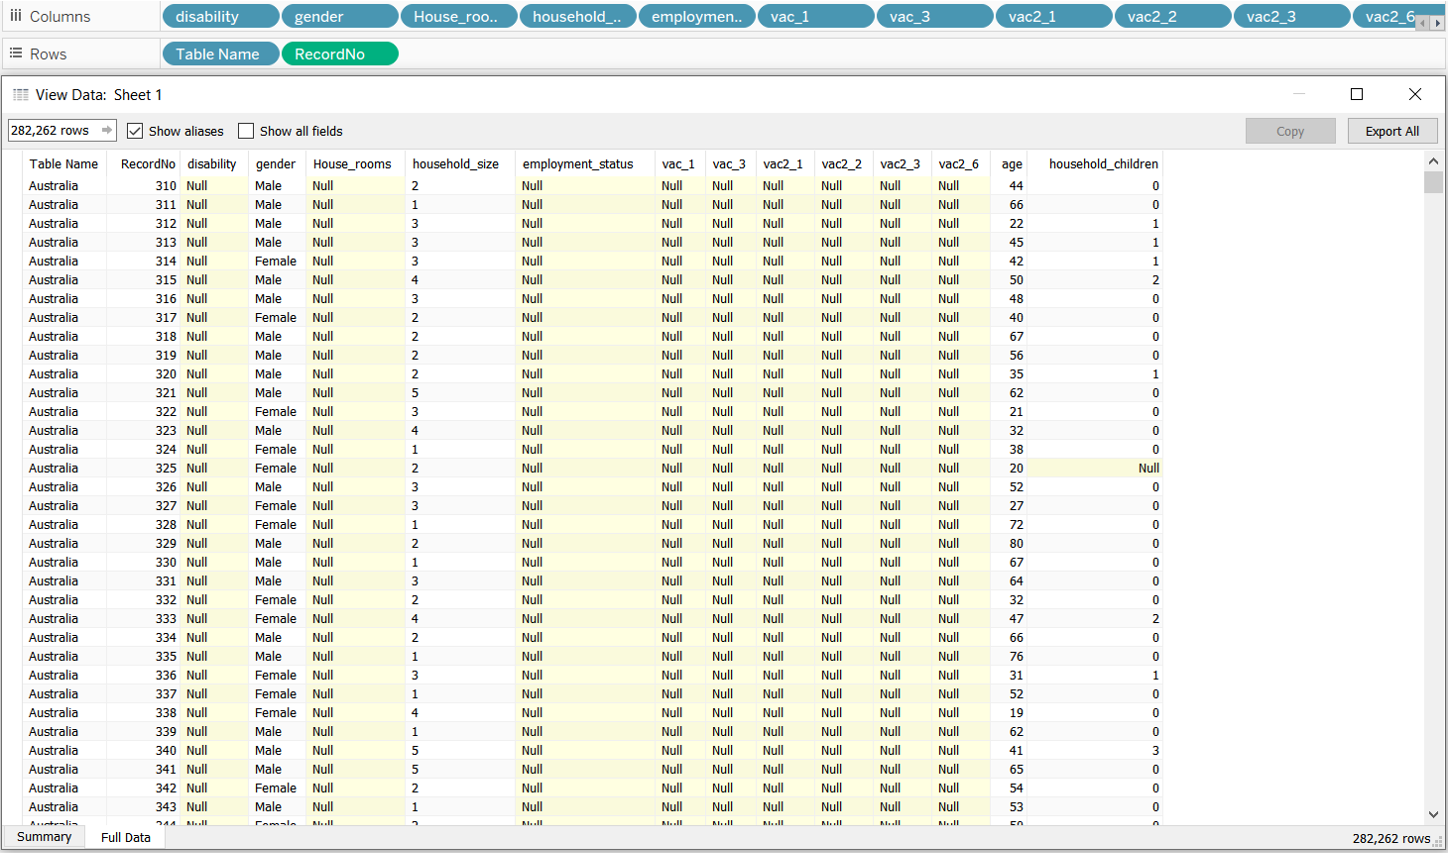 Columns disability gender House_roo.. household_.. employmen.. vac_1 vac_3 vac2_1 vac2_2 vac2_3 vac2_6
Rows Table Name RecordNo
View Data: Sheet 1
282,262 rows Show aliases Show all fields Copy Export All
Table Name RecordNo disability gender House_rooms household_size employment_status vac_1 vac_3 vac2_1 vac2_2 vac2_3 vac2_6 age household_children
Australia 310 Null Male Null 2 Null Null Null Null Null Null Null 44 0
Australia 311 Null Male Null 1 Null Null Null Null Null Null Null 66 0
Australia 312 Null Male Null 3 Null Null Null Null Null Null Null 22 1
Australia 313 Null Male Null 3 Null Null Null Null Null Null Null 45 1
Australia 314 Null Female Null 3 Null Null Null Null Null Null Null 42 1
Australia 315 Null Male Null 4 Null Null Null Null Null Null Null 50 2
Australia 316 Null Male Null 3 Null Null Null Null Null Null Null 48 0
Australia 317 Null Female Null 2 Null Null Null Null Null Null Null 40 0
Australia 318 Null Male Null 2 Null Null Null Null Null Null Null 67 0
Australia 319 Null Male Null 2 Null Null Null Null Null Null Null 56 0
Australia 320 Null Male Null 2 Null Null Null Null Null Null Null 35 1
Australia 321 Null Male Null 5 Null Null Null Null Null Null Null 62 0
Australia 322 Null Female Null 3 Null Null Null Null Null Null Null 21 0
Australia 323 Null Male Null 4 Null Null Null Null Null Null Null 32 0
Australia 324 Null Female Null 1 Null Null Null Null Null Null Null 38 0
Australia 325 Null Female Null 2 Null Null Null Null Null Null Null 20 Null
Australia 326 Null Male Null 3 Null Null Null Null Null Null Null 52 0
Australia 327 Null Female Null 3 Null Null Null Null Null Null Null 27 0
Australia 328 Null Female Null 1 Null Null Null Null Null Null Null 72 0
Australia 329 Null Male Null 2 Null Null Null Null Null Null Null 80 0
Australia 330 Null Male Null 1 Null Null Null Null Null Null Null 67 0
Australia 331 Null Male Null 3 Null Null Null Null Null Null Null 64 0
Australia 332 Null Female Null 2 Null Null Null Null Null Null Null 32 0
Australia 333 Null Female Null 4 Null Null Null Null Null Null Null 47 2
Australia 334 Null Male Null 2 Null Null Null Null Null Null Null 66 0
Australia 335 Null Male Null 1 Null Null Null Null Null Null Null 76 0
Australia 336 Null Female Null 3 Null Null Null Null Null Null Null 31 1
Australia 337 Null Female Null 1 Null Null Null Null Null Null Null 52 0
Australia 338 Null Female Null 4 Null Null Null Null Null Null Null 19 0
Australia 339 Null Male Null 1 Null Null Null Null Null Null Null 62 0
Australia 340 Null Male Null 5 Null Null Null Null Null Null Null 41 3
Australia 341 Null Male Null 5 Null Null Null Null Null Null Null 65 0
Australia 342 Null Female Null 2 Null Null Null Null Null Null Null 54 0
Australia 343 Null Male Null 1 Null Null Null Null Null Null Null 53 0
Summary Full Data 282,262 rows